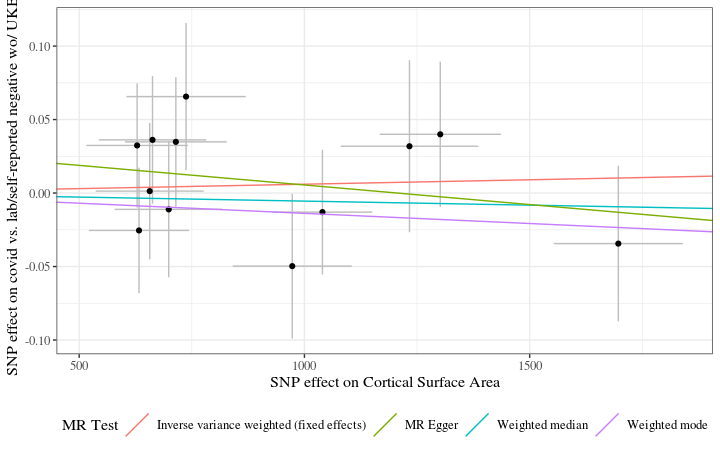 SNP effect on covid vs. lab/self-reported negative wo/ UKB
0.10
0.05
0.00
-0.05
-0.10
500
1000
1500
SNP effect on Cortical Surface Area
MR Test
Inverse variance weighted (fixed effects)
MR Egger
Weighted median
Weighted mode